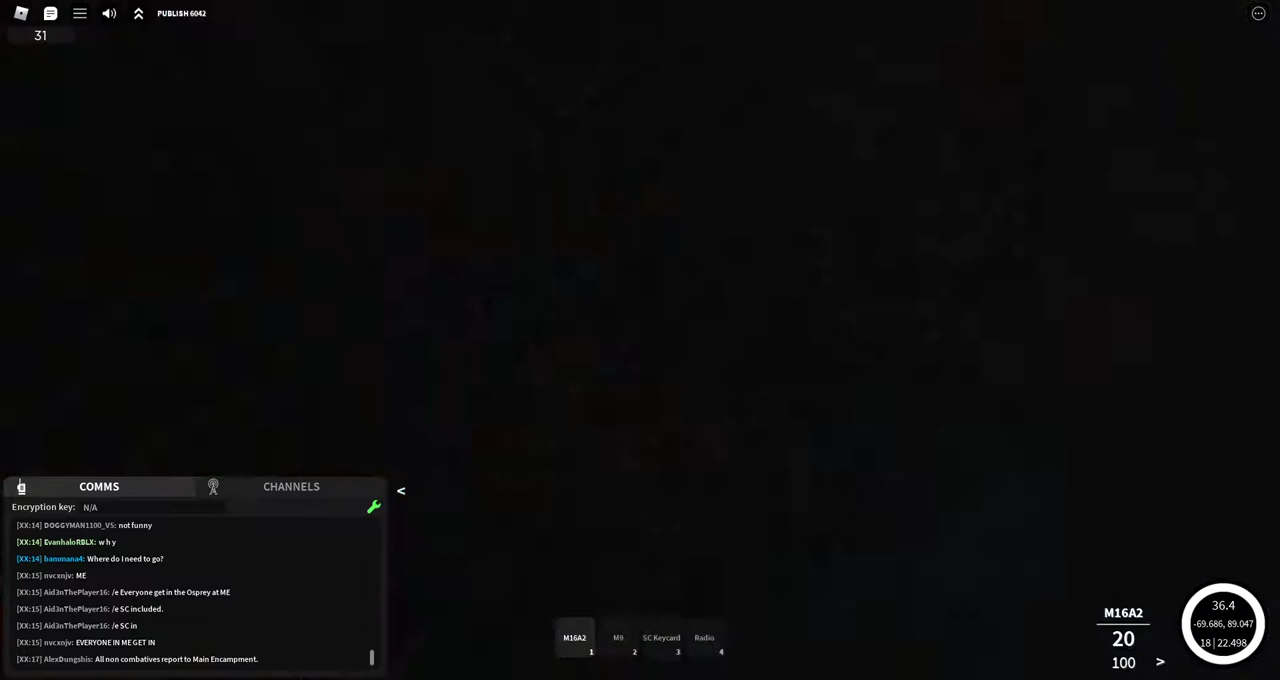 PUBLISH 6042
31
COMMS
CHANNELS
<
Encryption key: N/A
[XX:14] DOGGYMAN1100_V5: not funny
[XX:14] EvanhaloRBLX: w h y
[XX:14] bammana4: Where do I need to go?
[XX:15] nvcxnjv: ME
[XX:15] Aid3nThePlayer16: /e Everyone get in the Osprey at ME
[XX:15] Aid3nThePlayer16: /e SC included.
[XX:15] Aid3nThePlayer16: /e SC in
[XX:15] nvcxnjv: EVERYONE IN ME GET IN
[XX:17] AlexDungshis: All non combatives report to Main Encampment.
M16A2 1
M9 2
SC Keycard 3
Radio 4
M16A2
20
100
>
36.4
-69.686, 89.047
18 | 22.498